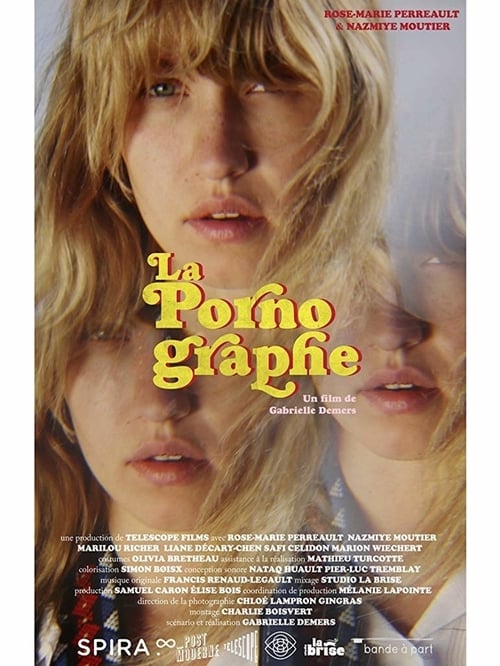 ROSE-MARIE PERREAULT
& NAZMIYE MOUTIER
La
Porno
graphe
Un film de
Gabrielle Demers
une production de TELESCOPE FILMS avec ROSE-MARIE PERREAULT NAZMIYE MOUTIER
MARILOU RICHER LIANE DÉCARY-CHEN SAFI CELIDON MARION WIECHERT
costumes OLIVIA BRETHEAU assistance à la réalisation MATHIEU TURCOTTE
colorisation SIMON BOISX conception sonore NATAQ HUAULT PIER-LUC TREMBLAY
musique originale FRANCIS RENAUD-LEGAULT mixage STUDIO LA BRISE
production SAMUEL CARON ÉLISE BOIS coordination de production MÉLANIE LAPOINTE
direction de la photographie CHLOÉ LAMPRON GINGRAS
montage CHARLIE BOISVERT
scénario et réalisation GABRIELLE DEMERS
SPIRA
POST
MODERNE
TELESCOPE
la
brise
bande à part